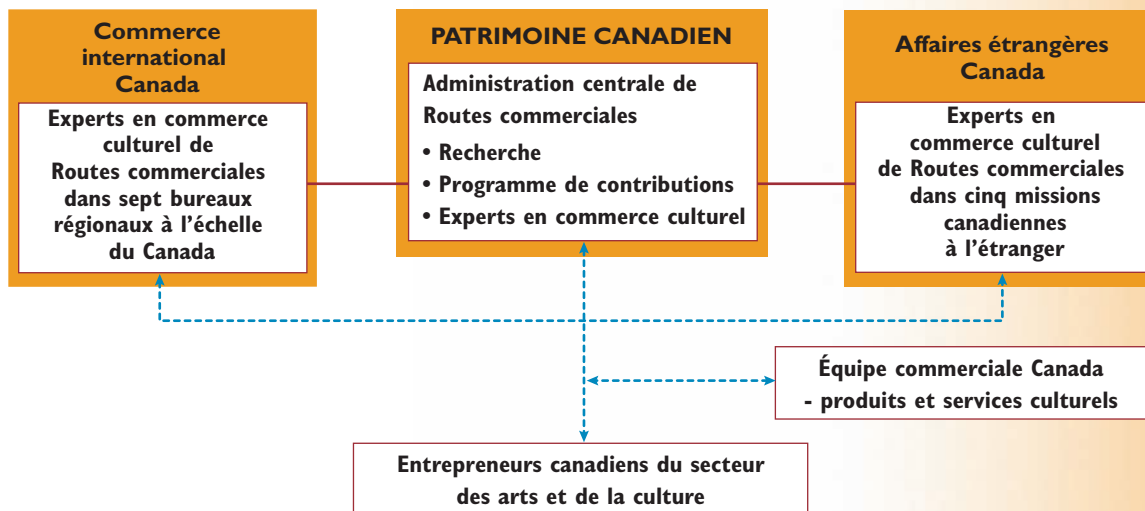 Commerce
international
Canada
Experts en commerce
culturel de
Routes commerciales
dans sept bureaux
régionaux à l’échelle
du Canada
PATRIMOINE CANADIEN
Administration centrale de
Routes commerciales
• Recherche
• Programme de contributions
• Experts en commerce culturel
Affaires étrangères
Canada
Experts en
commerce culturel
de Routes commerciales
dans cinq missions
canadiennes
à l’étranger
Équipe commerciale Canada
- produits et services culturels
Entrepreneurs canadiens du secteur
des arts et de la culture